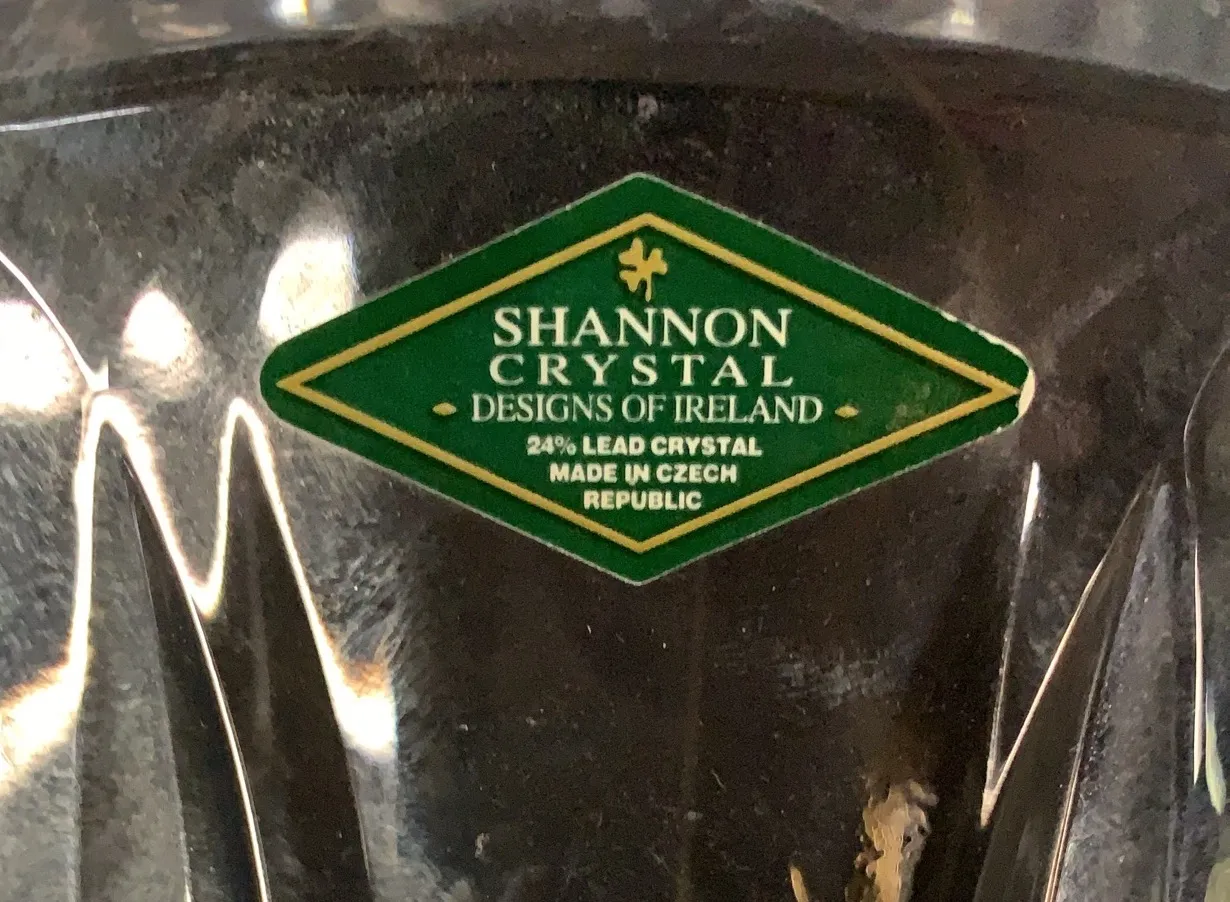 SHANNON
CRYSTAL
DESIGNS OF IRELAND
24% LEAD CRYSTAL
MADE IN CZECH
REPUBLIC